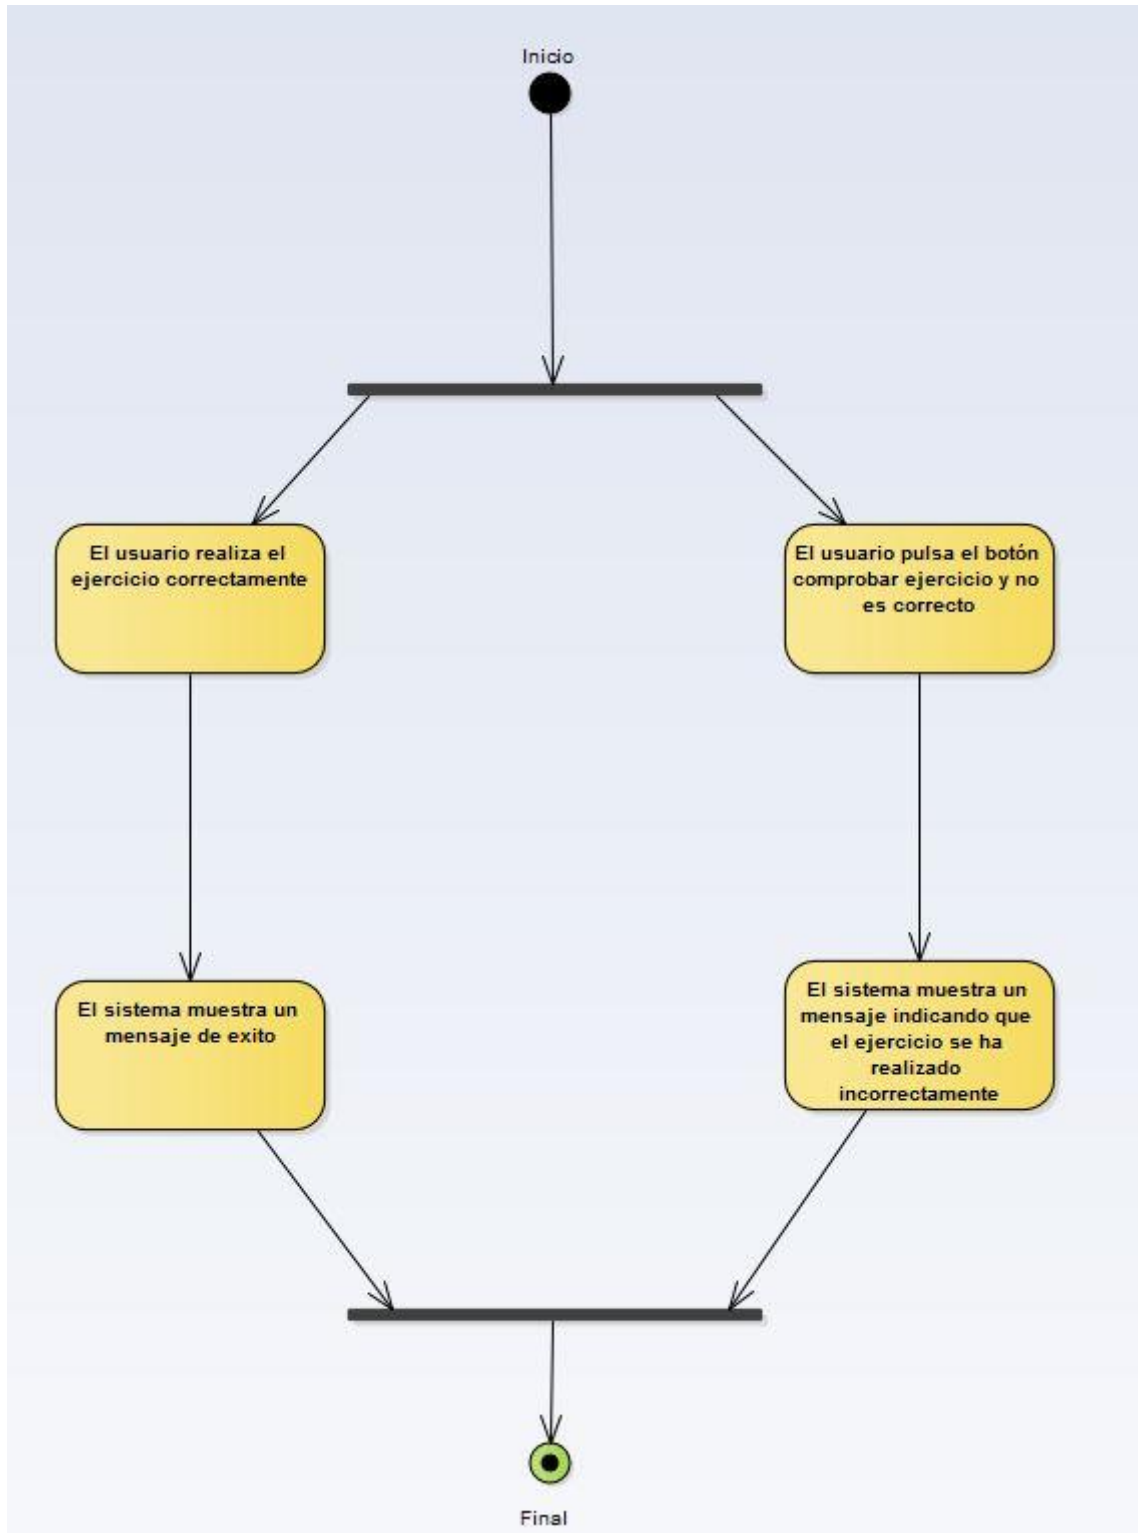 Inicio
El usuario realiza el
ejercicio correctamente
El usuario pulsa el botón
comprobar ejercicio y no
es correcto
El sistema muestra un
mensaje de exito
El sistema muestra un
mensaje indicando que
el ejercicio se ha
realizado
incorrectamente
Final